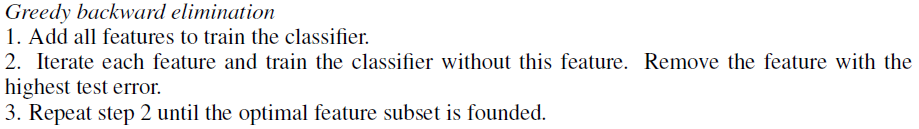 Greedy backward elimination
1. Add all features to train the classifier.
2. Iterate each feature and train the classifier without this feature. Remove the feature with the
highest test error.
3. Repeat step 2 until the optimal feature subset is founded.